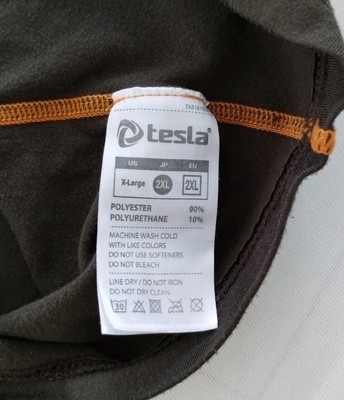 tesla
US JP EU
X-Large 2XL 2XL
POLYESTER 90%
POLYURETHANE 10%
MACHINE WASH COLD
WITH LIKE COLORS
DO NOT USE SOFTENERS
DO NOT BLEACH
LINE DRY / DO NOT IRON
DO NOT DRY CLEAN
30